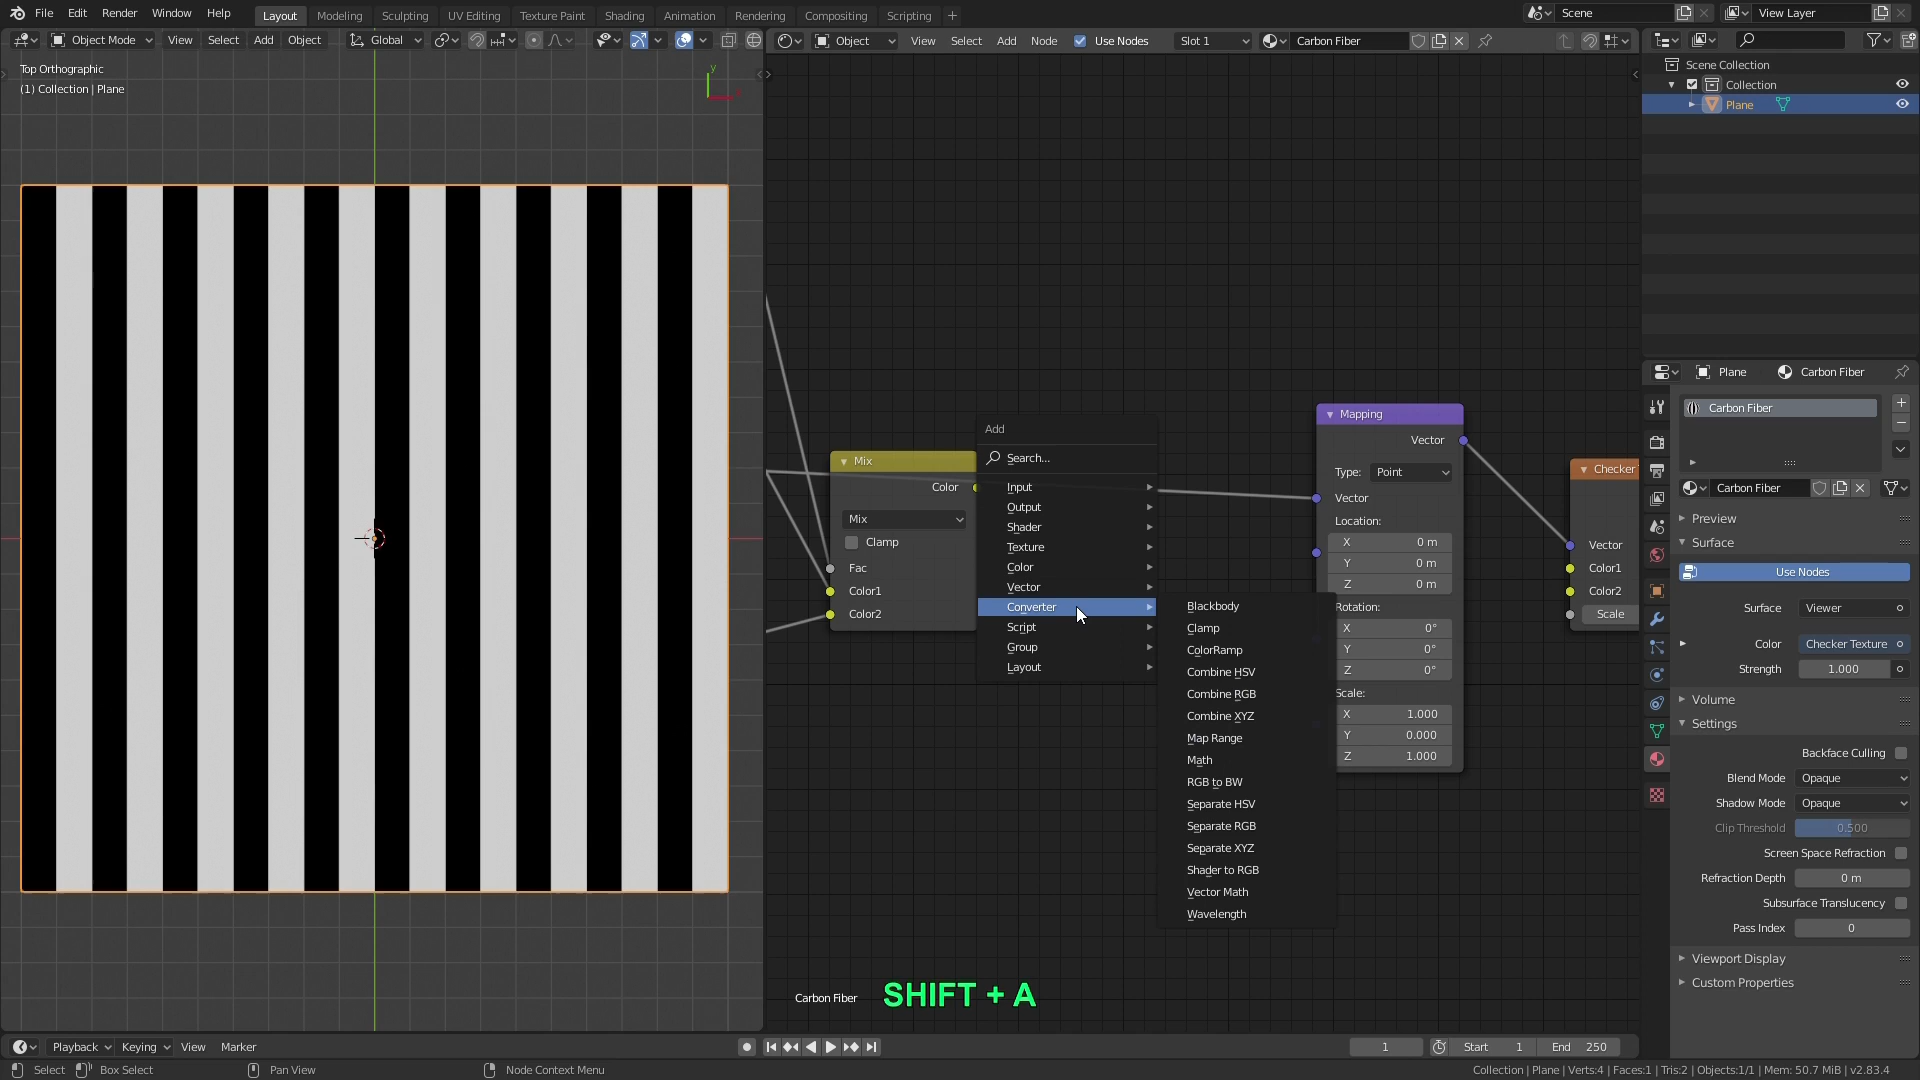 File Edit Render Window Help
Layout Modeling Sculpting UV Editing Texture Paint Shading Animation Rendering Compositing Scripting +
Scene
View Layer
Object Mode View Select Add Object Global
Object View Select Add Node Use Nodes Slot 1 Carbon Fiber
Top Orthographic
(1) Collection | Plane
y
Scene Collection
Collection
Plane
Mix
Color
Mix
Clamp
Fac
Color1
Color2
Add
Search...
Input
Output
Shader
Texture
Color
Vector
Converter
Script
Group
Layout
Blackbody
Clamp
ColorRamp
Combine HSV
Combine RGB
Combine XYZ
Map Range
Math
RGB to BW
Separate HSV
Separate RGB
Separate XYZ
Shader to RGB
Vector Math
Wavelength
Mapping
Vector
Type: Point
Vector
Location:
X 0 m
Y 0 m
Z 0 m
Rotation:
X 0°
Y 0°
Z 0°
Scale:
X 1.000
Y 0.000
Z 1.000
Checker
Vector
Color1
Color2
Scale
Carbon Fiber
SHIFT + A
Plane Carbon Fiber
Carbon Fiber
Carbon Fiber
Preview
Surface
Use Nodes
Surface Viewer
Color Checker Texture
Strength 1.000
Volume
Settings
Backface Culling
Blend Mode Opaque
Shadow Mode Opaque
Clip Threshold 0.500
Screen Space Refraction
Refraction Depth 0 m
Subsurface Translucency
Pass Index 0
Viewport Display
Custom Properties
Playback Keying View Marker
1 Start 1 End 250
Select Box Select Pan View Node Context Menu
Collection | Plane | Verts:4 | Faces:1 | Tris:2 | Objects:1/1 | Mem: 50.7 MiB | v2.83.4